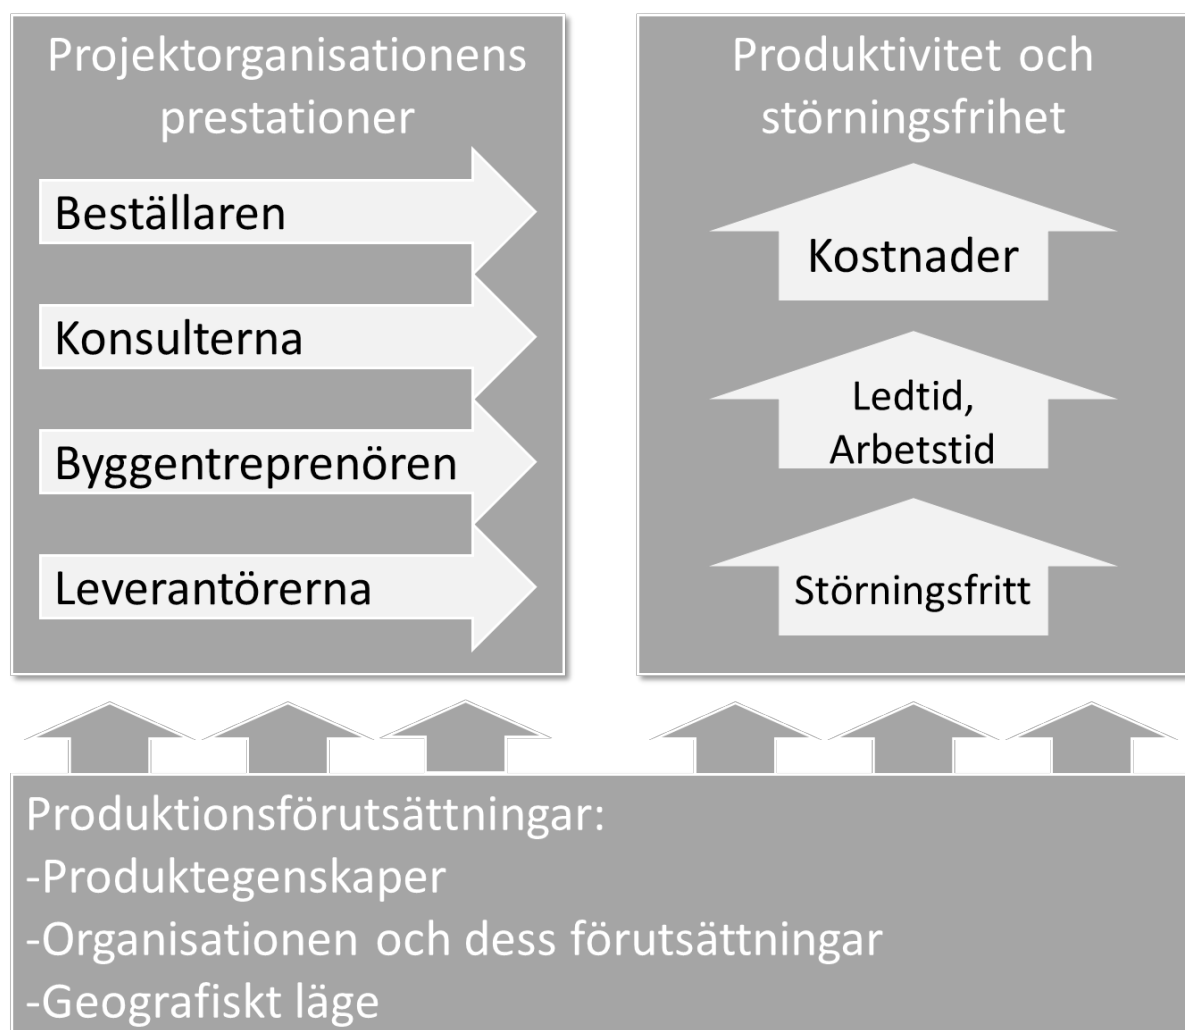 Projektorganisationens
prestationer
Beställaren
Konsulterna
Byggentreprenören
Leverantörerna
Produktivitet och
störningsfrihet
Kostnader
Ledtid,
Arbetstid
Störningsfritt
Produktionsförutsättningar:
-Produktegenskaper
-Organisationen och dess förutsättningar
-Geografiskt läge